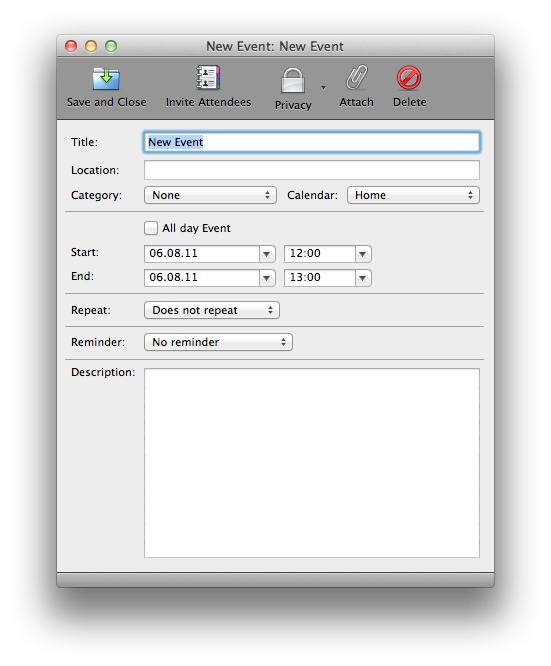 New Event: New Event
Save and Close Invite Attendees Privacy Attach Delete
Title: New Event
Location:
Category: None Calendar: Home
All day Event
Start: 06.08.11 12:00
End: 06.08.11 13:00
Repeat: Does not repeat
Reminder: No reminder
Description: